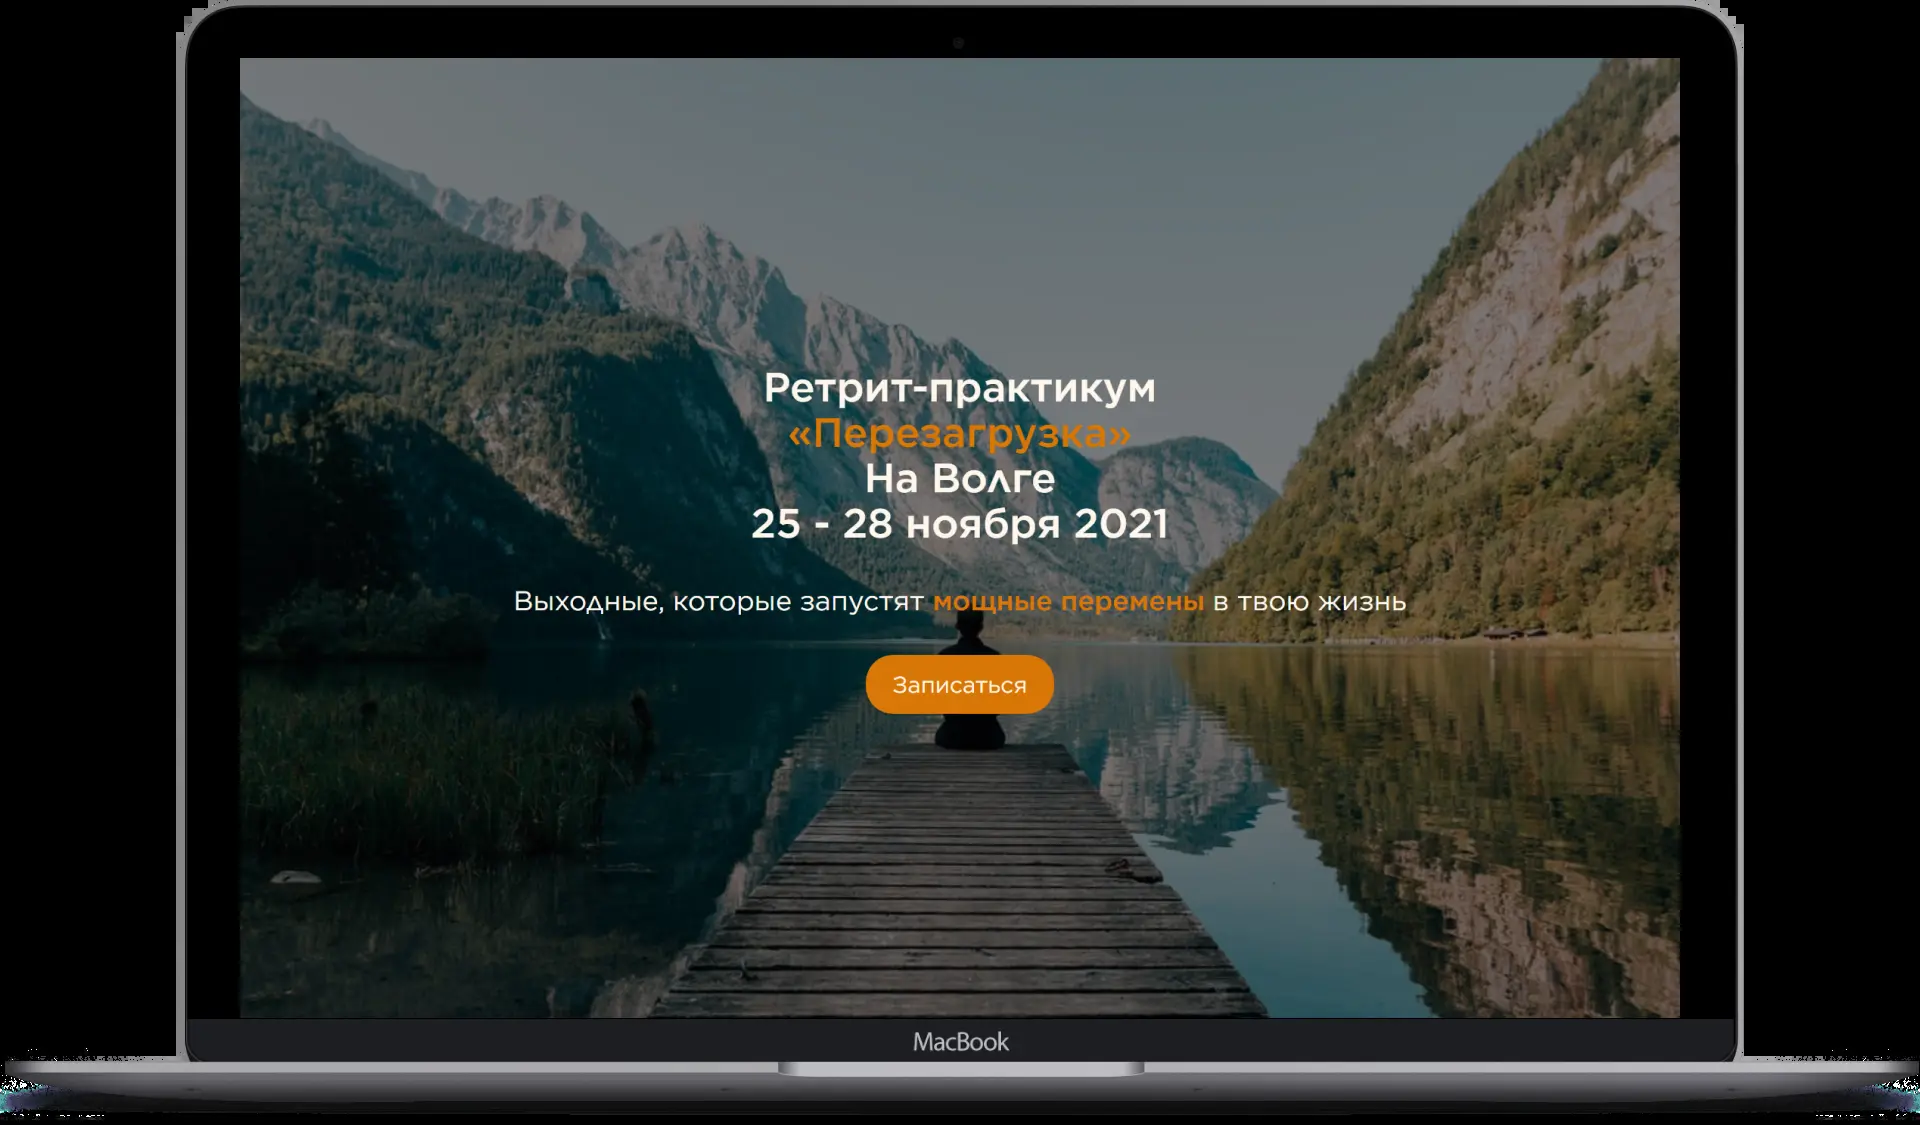 Ретрит-практикум
«Перезагрузка»
На Волге
25 - 28 ноября 2021
Выходные, которые запустят мощные перемены в твою жизнь
Записаться
MacBook